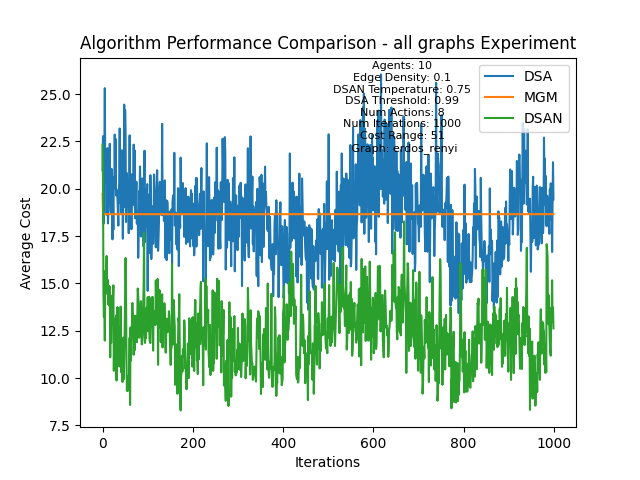 Algorithm Performance Comparison - all graphs Experiment
Agents: 10
Edge Density: 0.1
DSAN Temperature: 0.75
DSA Threshold: 0.99
Num Actions: 8
Num Iterations: 1000
Cost Range: 51
Graph: erdos_renyi
DSA
MGM
DSAN
Average Cost
25.0
22.5
20.0
17.5
15.0
12.5
10.0
7.5
0
200
400
600
800
1000
Iterations